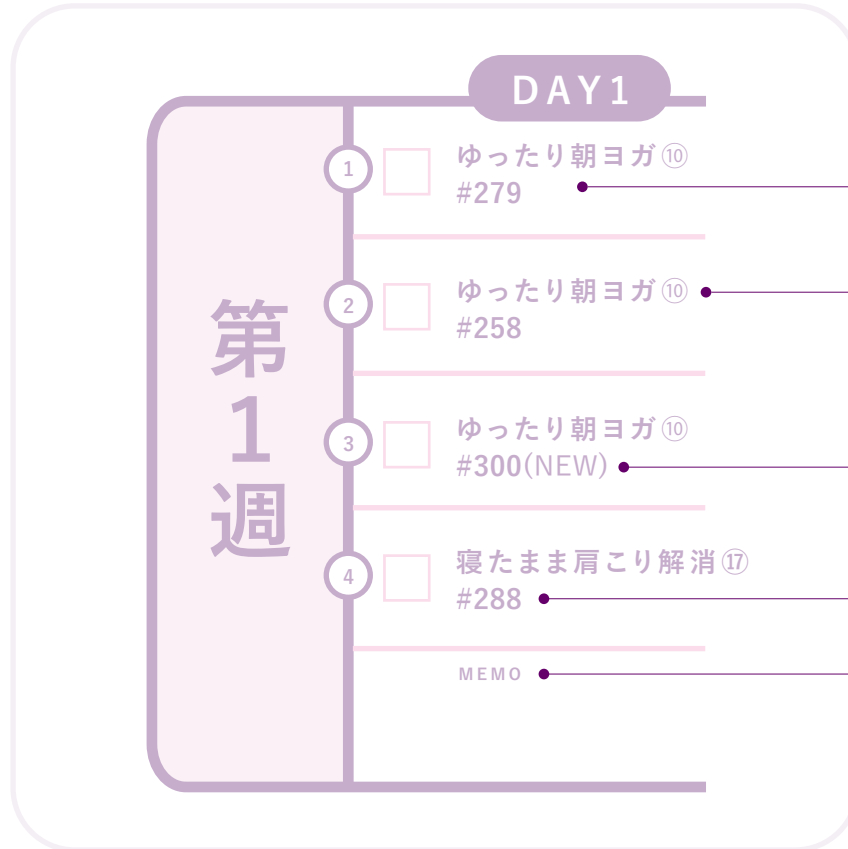 DAY1
第1週
1
ゆったり朝ヨガ⑩
#279
2
ゆったり朝ヨガ⑩
#258
3
ゆったり朝ヨガ⑩
#300(NEW)
4
寝たまま肩こり解消⑰
#288
MEMO